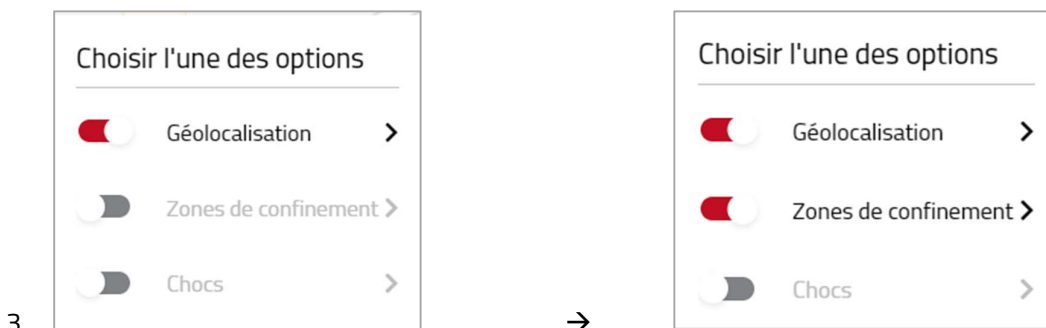 Choisir l'une des options
Géolocalisation
Zones de confinement
Chocs
3
→
Choisir l'une des options
Géolocalisation
Zones de confinement
Chocs